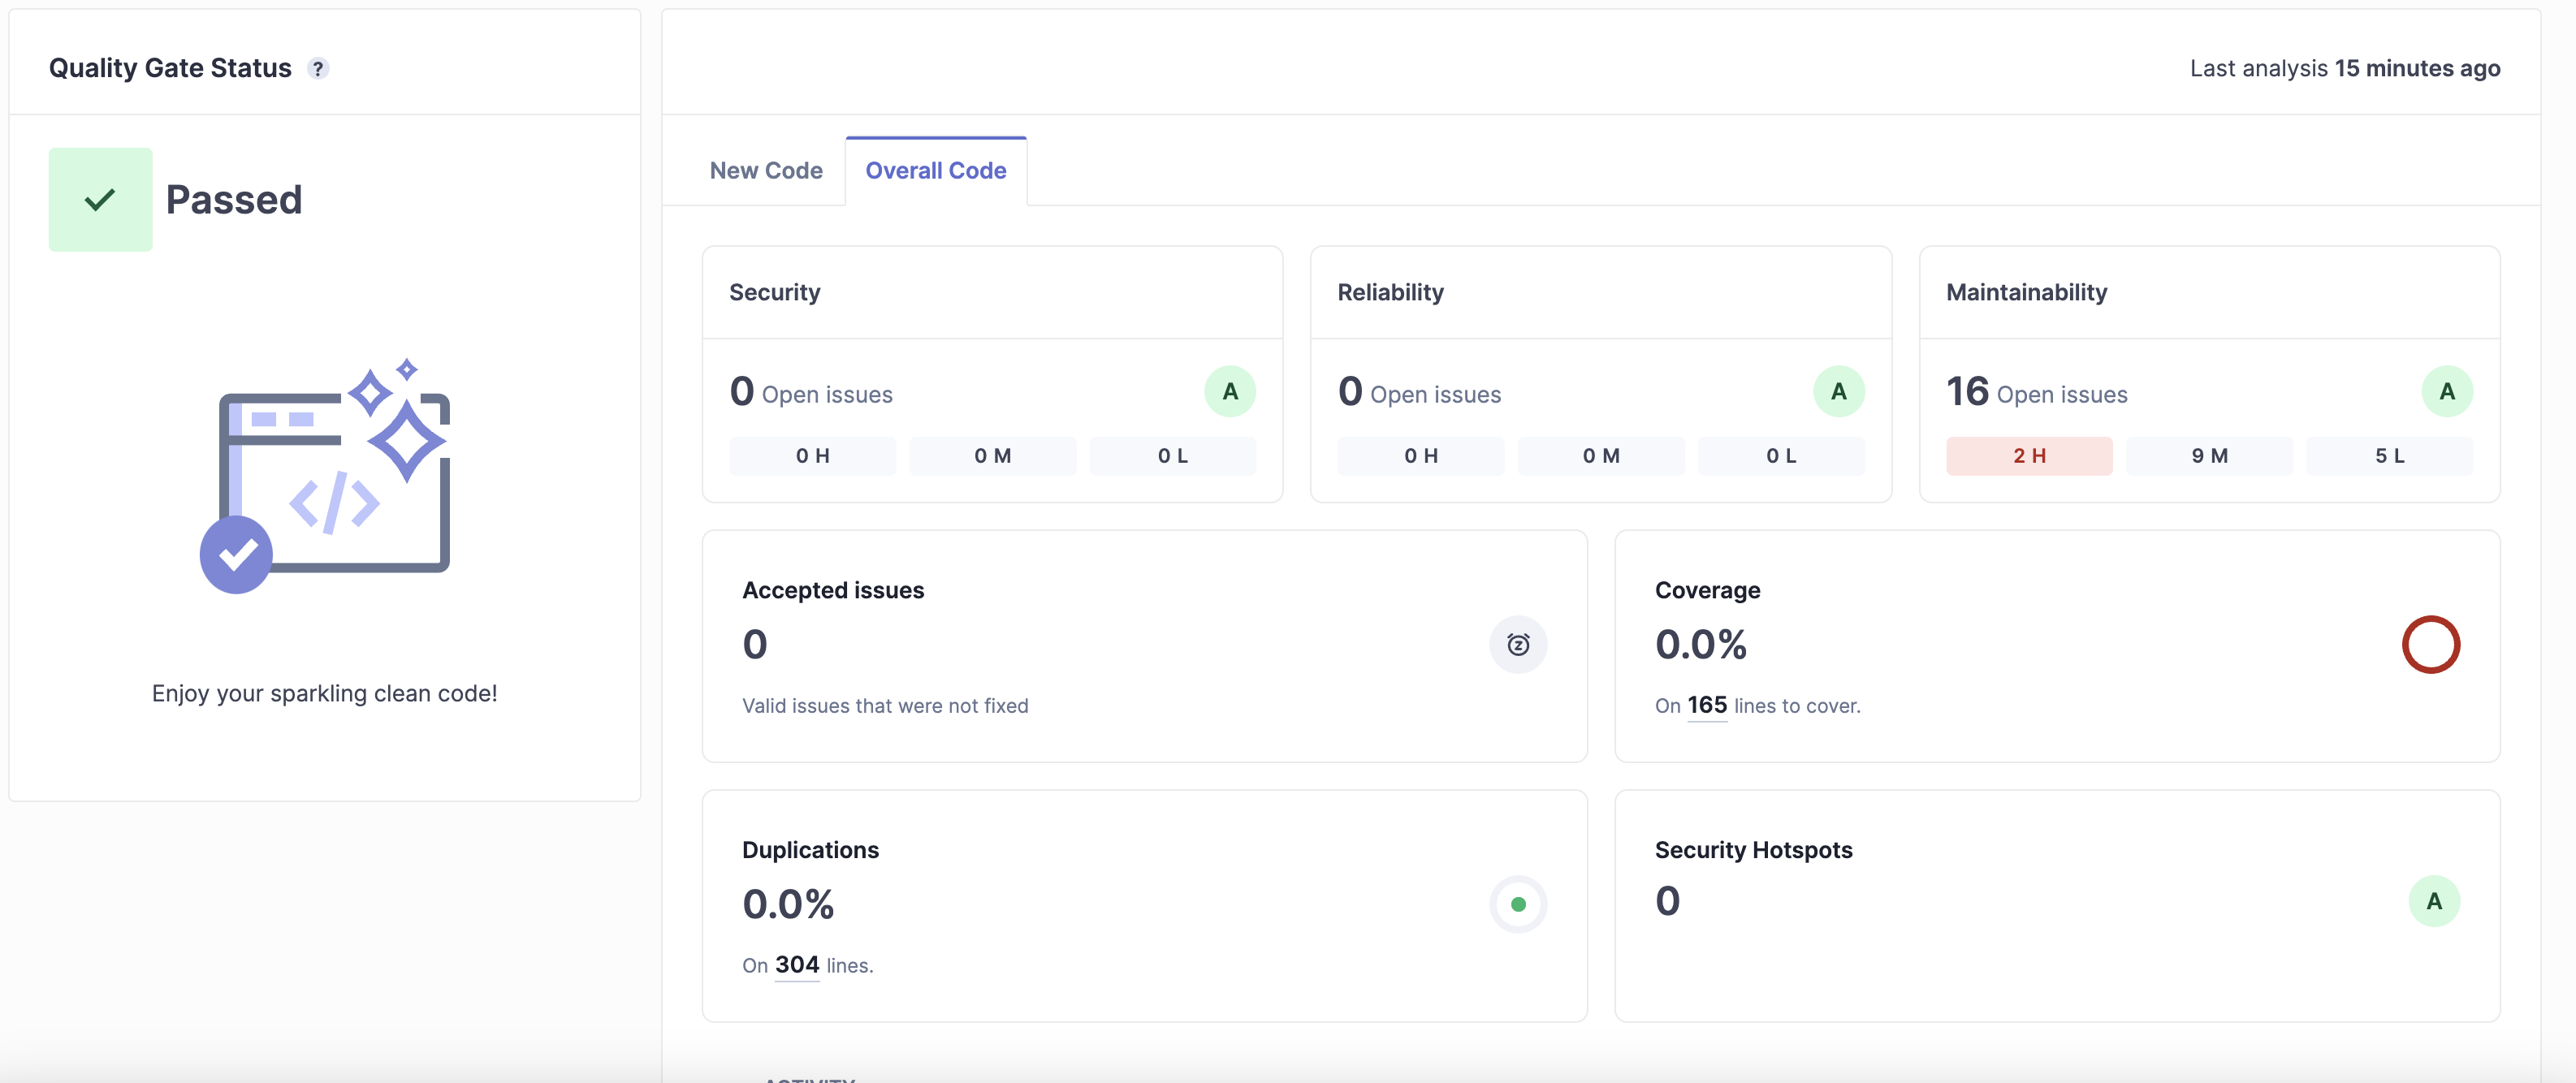 Quality Gate Status ?
Passed
Enjoy your sparkling clean code!
Last analysis 15 minutes ago
New Code
Overall Code
Security
0 Open issues
A
0 H
0 M
0 L
Reliability
0 Open issues
A
0 H
0 M
0 L
Maintainability
16 Open issues
A
2 H
9 M
5 L
Accepted issues
0
Valid issues that were not fixed
Coverage
0.0%
On 165 lines to cover.
Duplications
0.0%
On 304 lines.
Security Hotspots
0
A
ACTIVITY